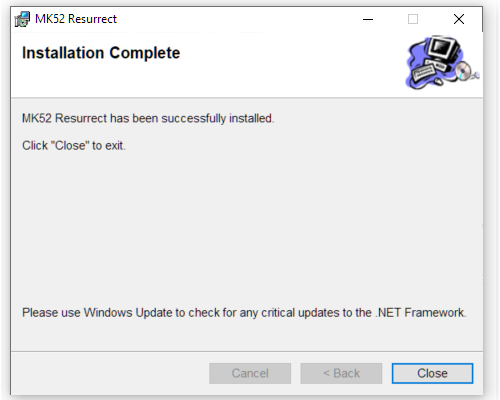 MK52 Resurrect
Installation Complete
MK52 Resurrect has been successfully installed.
Click "Close" to exit.
Please use Windows Update to check for any critical updates to the .NET Framework.
Cancel
< Back
Close